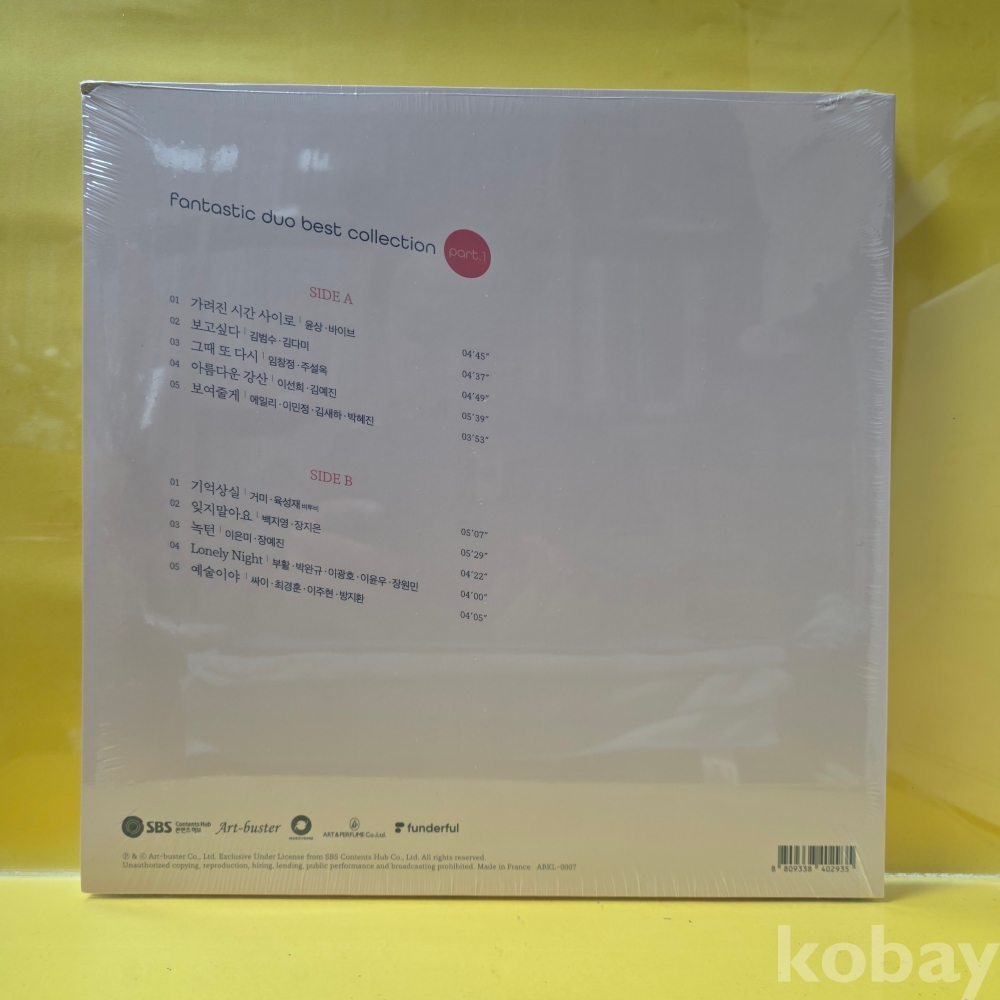 fantastic duo best collection part.1
SIDE A
01 가려진 시간 사이로 | 윤상·바이브 04'45"
02 보고싶다 | 김범수·김다미 04'37"
03 그때 또 다시 | 임창정·주설옥 04'49"
04 아름다운 강산 | 이선희·김예진 05'39"
05 보여줄게 | 에일리·이민정·김새하·박혜진 03'53"
SIDE B
01 기억상실 | 거미·육성재 비투비 05'07"
02 잊지말아요 | 백지영·장지은 05'29"
03 녹턴 | 이은미·장예진 04'22"
04 Lonely Night | 부활·박완규·이광호·이윤우·장원민 04'00"
05 예술이야 | 싸이·최경훈·이주현·방지환 04'05"
SBS Contents Hub 콘텐츠허브 Art-buster ART&PERFUME Co.,Ltd funderful
Ⓟ & Ⓒ Art-buster Co., Ltd. Exclusive Under License from SBS Contents Hub Co., Ltd. All rights reserved.
Unauthorized copying, reproduction, hiring, lending, public performance and broadcasting prohibited. Made in France ABKL-0007
8 809338 402935
kobay